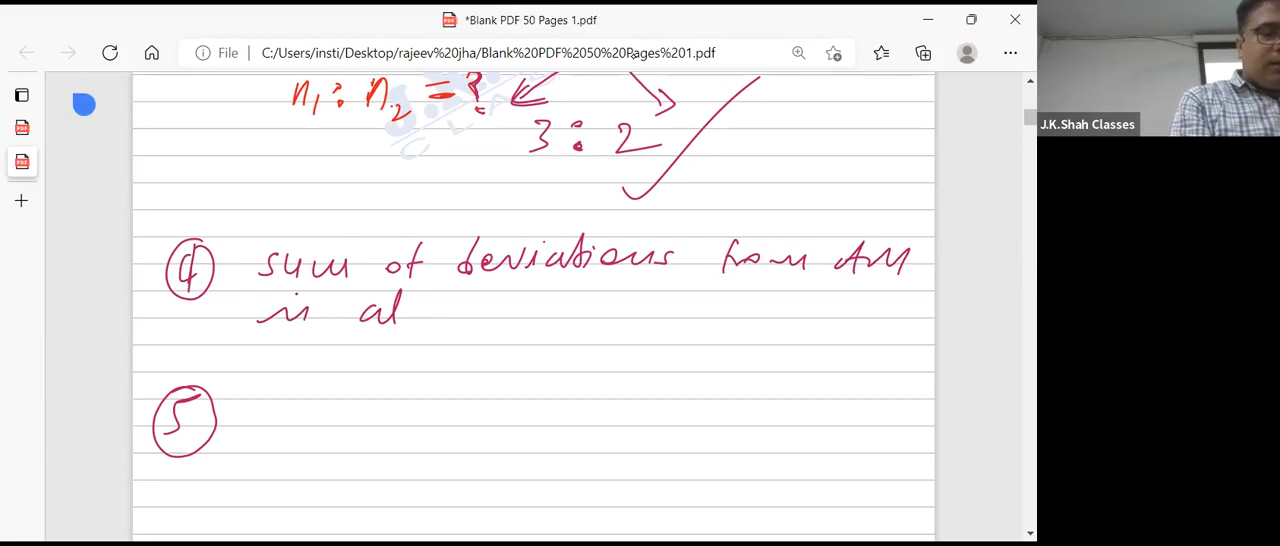 *Blank PDF 50 Pages 1.pdf
File C:/Users/insti/Desktop/rajeev%20jha/Blank%20PDF%2050%20Pages%201.pdf
J.K.Shah Classes
n1 : n2 = ?
3 : 2
4 sum of deviations from AM
is al
5